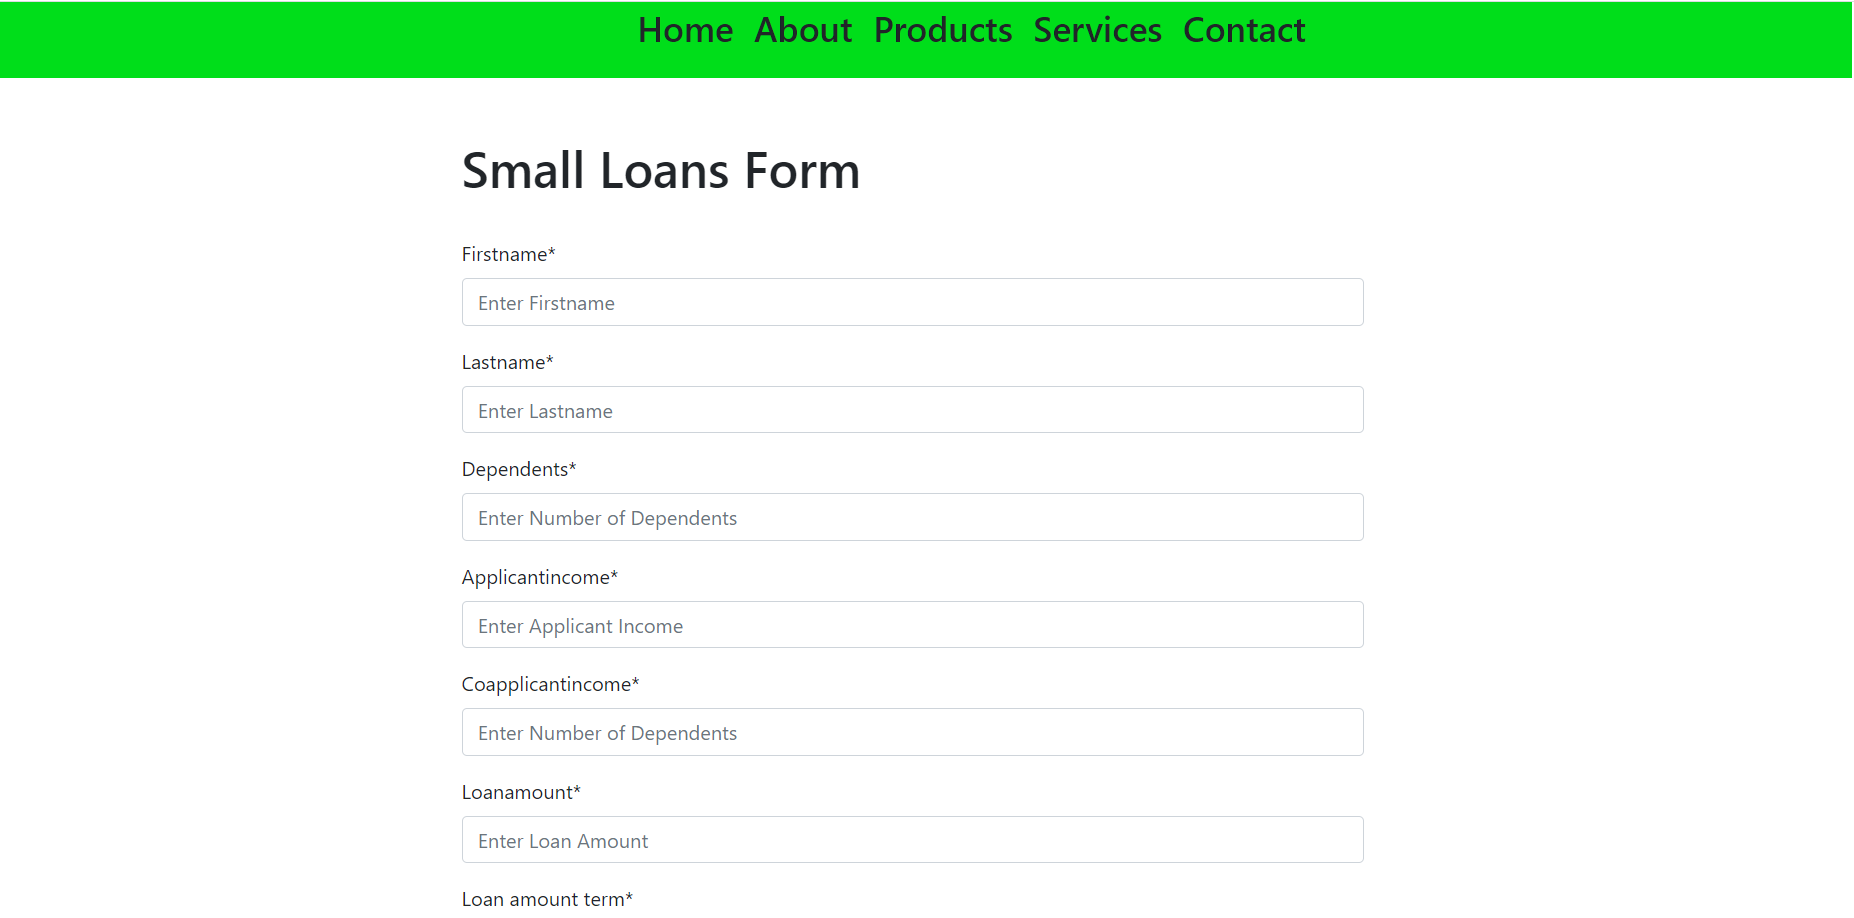 Home About Products Services Contact
Small Loans Form
Firstname*
Enter Firstname
Lastname*
Enter Lastname
Dependents*
Enter Number of Dependents
Applicantincome*
Enter Applicant Income
Coapplicantincome*
Enter Number of Dependents
Loanamount*
Enter Loan Amount
Loan amount term*